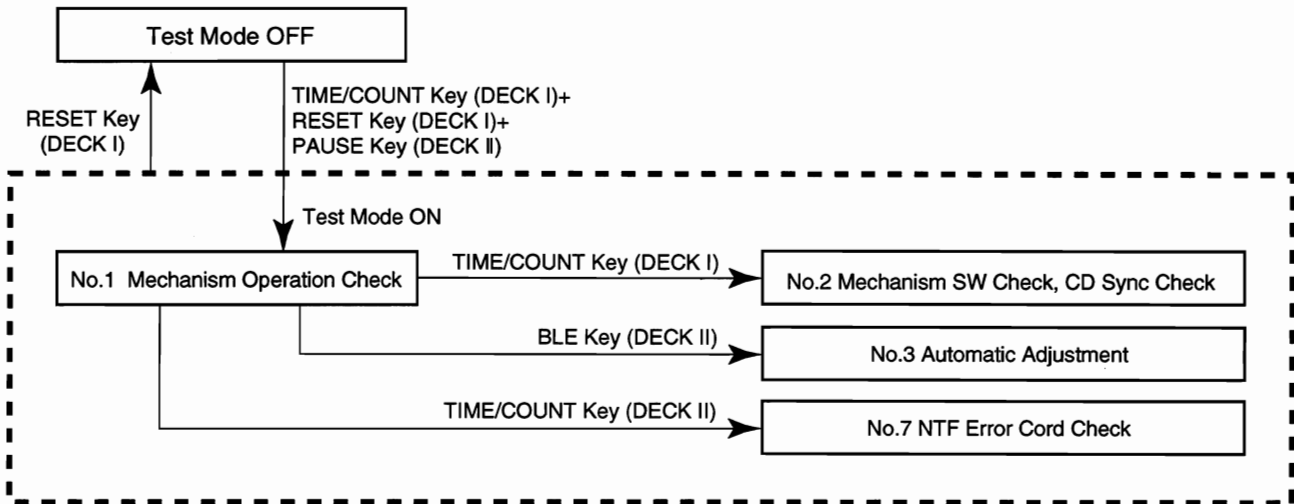 Test Mode OFF
RESET Key
(DECK I)
TIME/COUNT Key (DECK I)+
RESET Key (DECK I)+
PAUSE Key (DECK II)
Test Mode ON
No.1 Mechanism Operation Check
TIME/COUNT Key (DECK I)
No.2 Mechanism SW Check, CD Sync Check
BLE Key (DECK II)
No.3 Automatic Adjustment
TIME/COUNT Key (DECK II)
No.7 NTF Error Cord Check